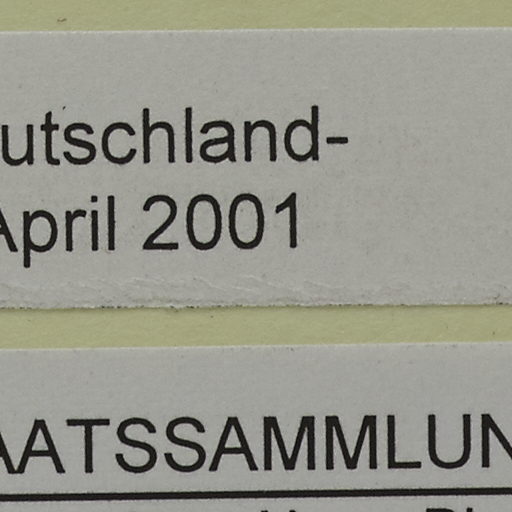 utschland-
April 2001
AATSSAMMLUN